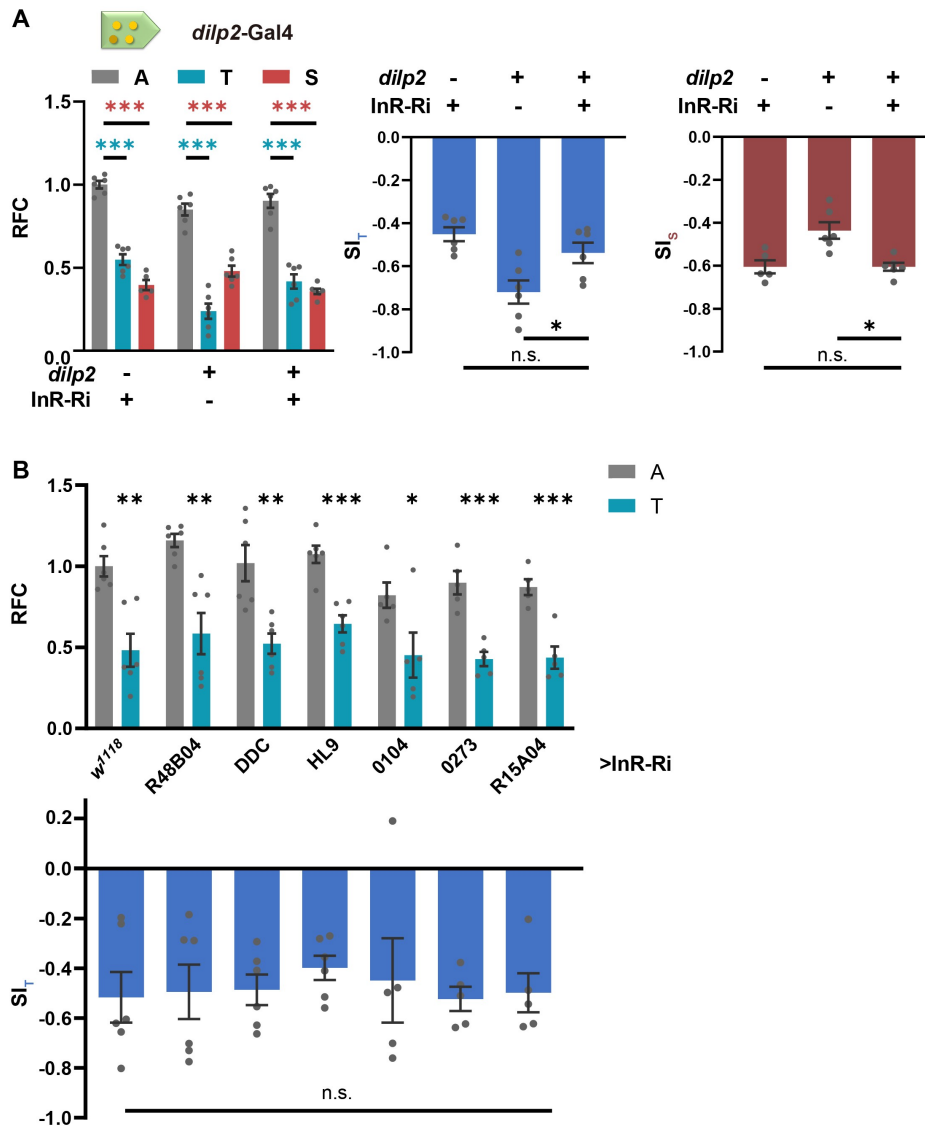 A
dilp2-Gal4
A T S
*** *** ***
*** *** ***
1.5
1.0
0.5
0.0
RFC
dilp2 - + +
InR-Ri + - +
dilp2 - + +
InR-Ri + - +
0.0
-0.2
-0.4
-0.6
-0.8
-1.0
SIT
*
n.s.
dilp2 - + +
InR-Ri + - +
0.0
-0.2
-0.4
-0.6
-0.8
-1.0
SIS
*
n.s.
B
A
T
** ** ** *** * *** ***
1.5
1.0
0.5
0.0
RFC
w1118 R48B04 DDC HL9 0104 0273 R15A04
>InR-Ri
0.2
0.0
-0.2
-0.4
-0.6
-0.8
-1.0
SIT
n.s.